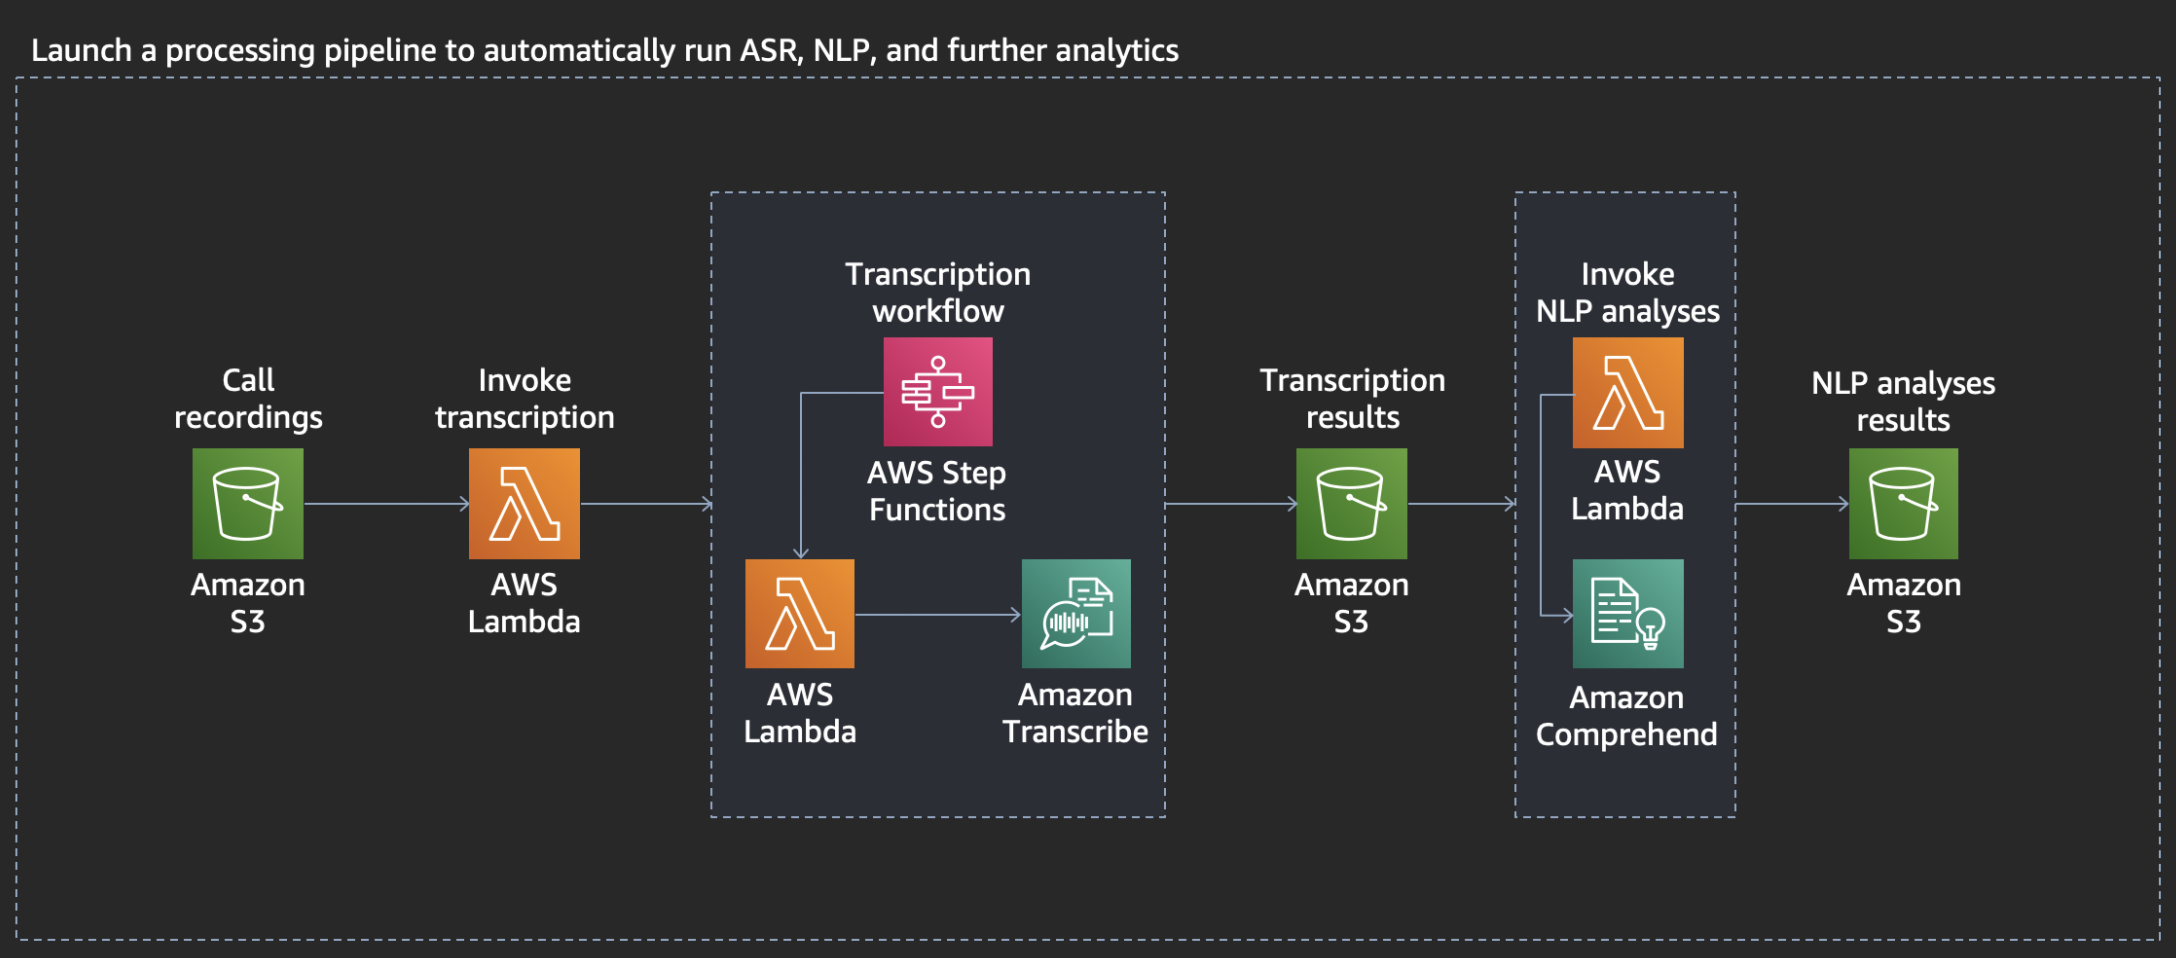 Launch a processing pipeline to automatically run ASR, NLP, and further analytics
Call
recordings
Amazon
S3
Invoke
transcription
AWS
Lambda
Transcription
workflow
AWS Step
Functions
AWS
Lambda
Amazon
Transcribe
Transcription
results
Amazon
S3
Invoke
NLP analyses
AWS
Lambda
Amazon
Comprehend
NLP analyses
results
Amazon
S3